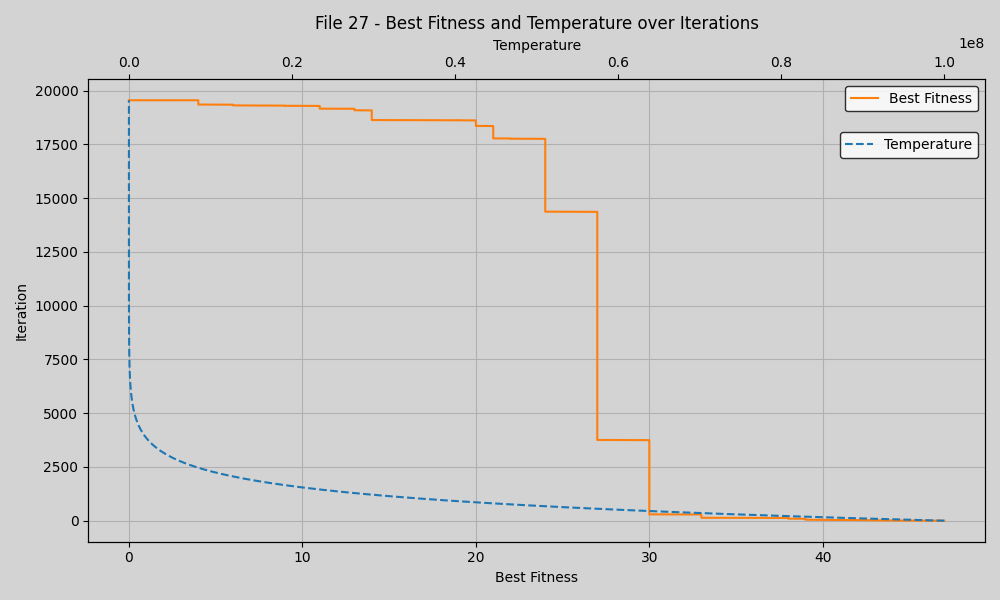 File 27 - Best Fitness and Temperature over Iterations
Temperature
1e8
0.0 0.2 0.4 0.6 0.8 1.0
Best Fitness
Temperature
Iteration
20000
17500
15000
12500
10000
7500
5000
2500
0
0 10 20 30 40
Best Fitness